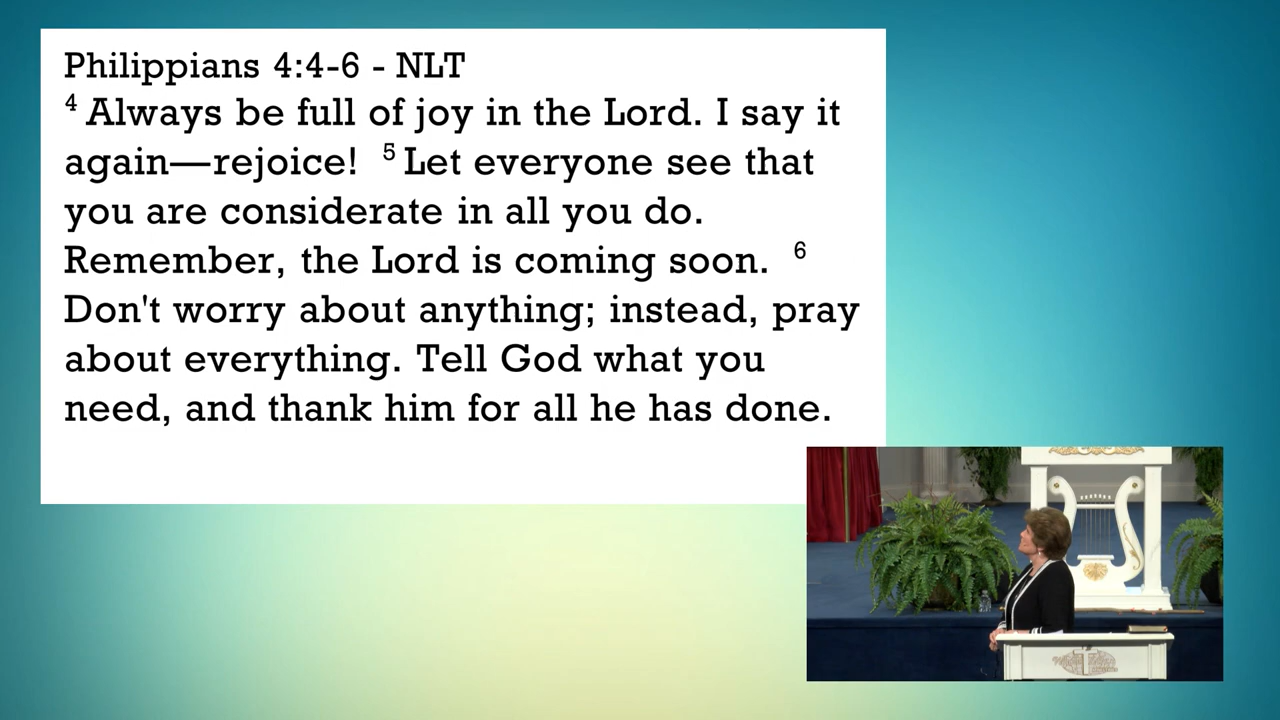 Philippians 4:4-6 - NLT
4 Always be full of joy in the Lord. I say it
again—rejoice! 5 Let everyone see that
you are considerate in all you do.
Remember, the Lord is coming soon. 6
Don't worry about anything; instead, pray
about everything. Tell God what you
need, and thank him for all he has done.